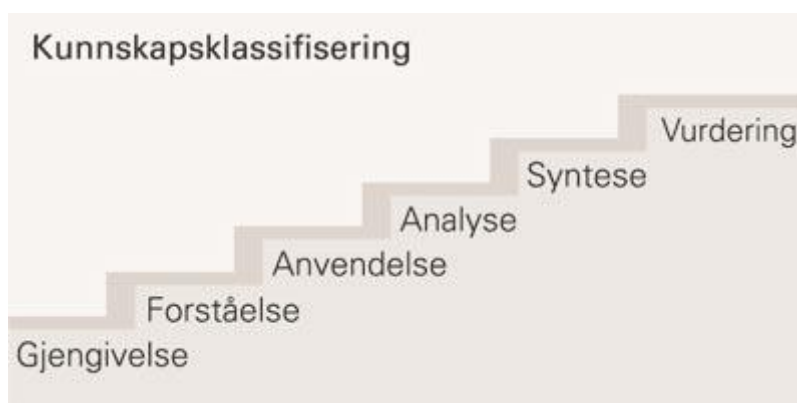 Kunnskapsklassifisering
Vurdering
Syntese
Analyse
Anvendelse
Forståelse
Gjengivelse